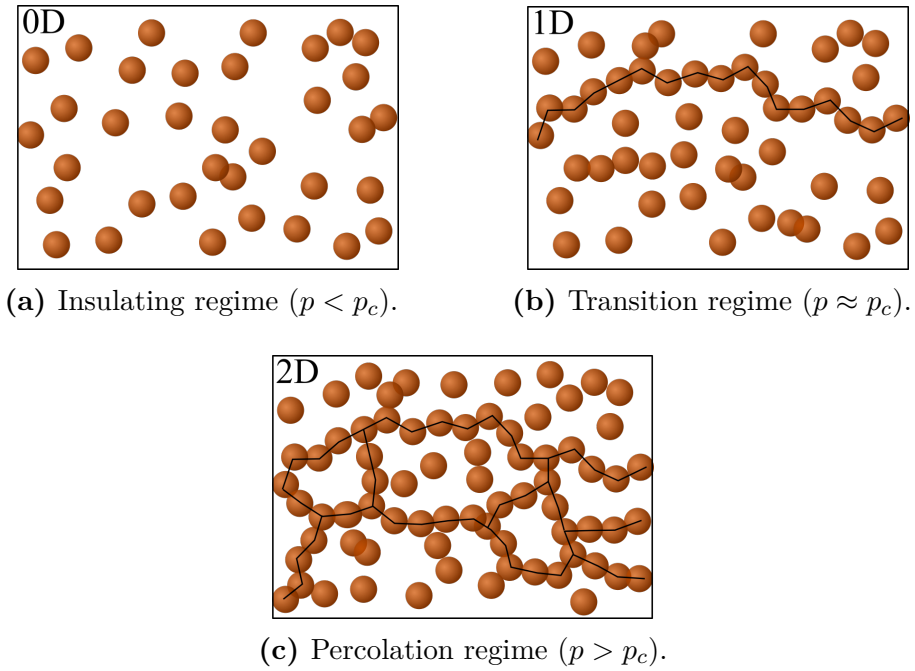 0D
1D
(a) Insulating regime (p < p_c).
(b) Transition regime (p ≈ p_c).
2D
(c) Percolation regime (p > p_c).